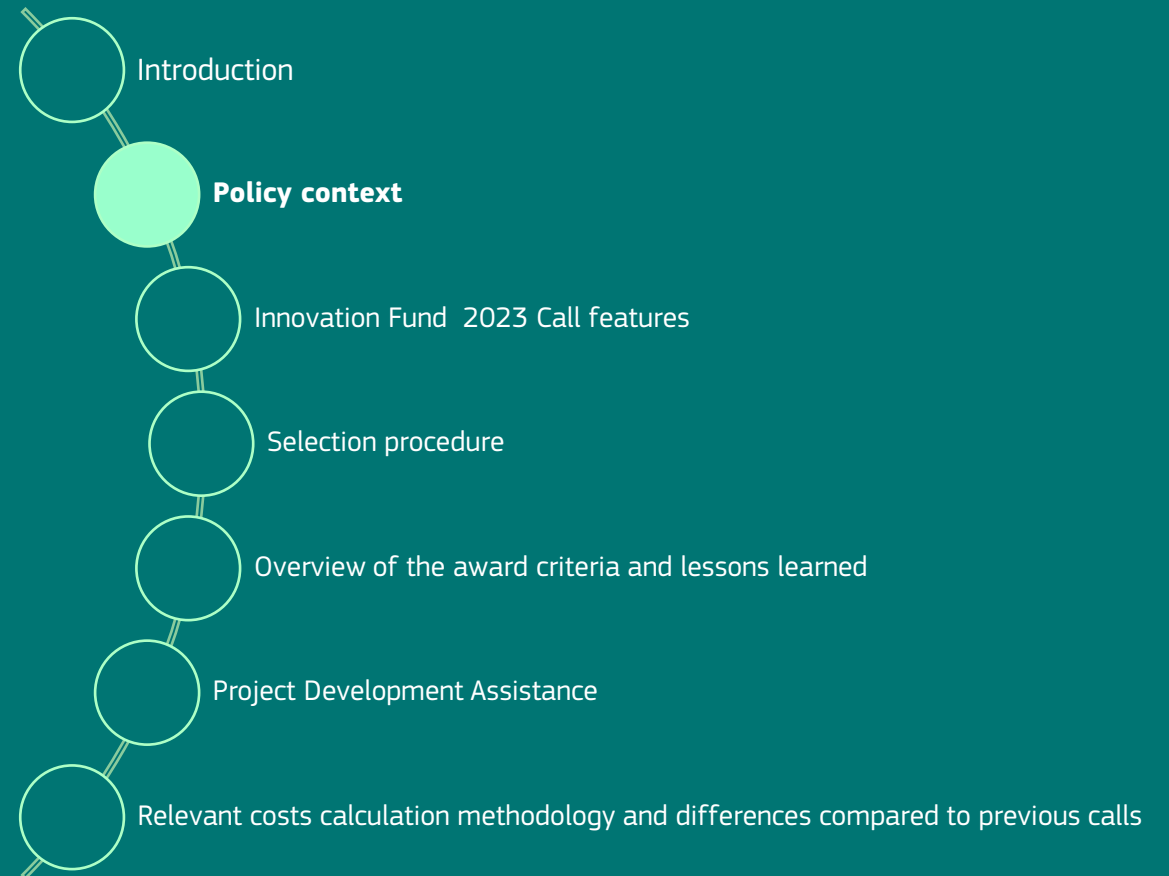 Introduction
Policy context
Innovation Fund  2023 Call features
Selection procedure
Overview of the award criteria and lessons learned
Project Development Assistance
Relevant costs calculation methodology and differences compared to previous calls